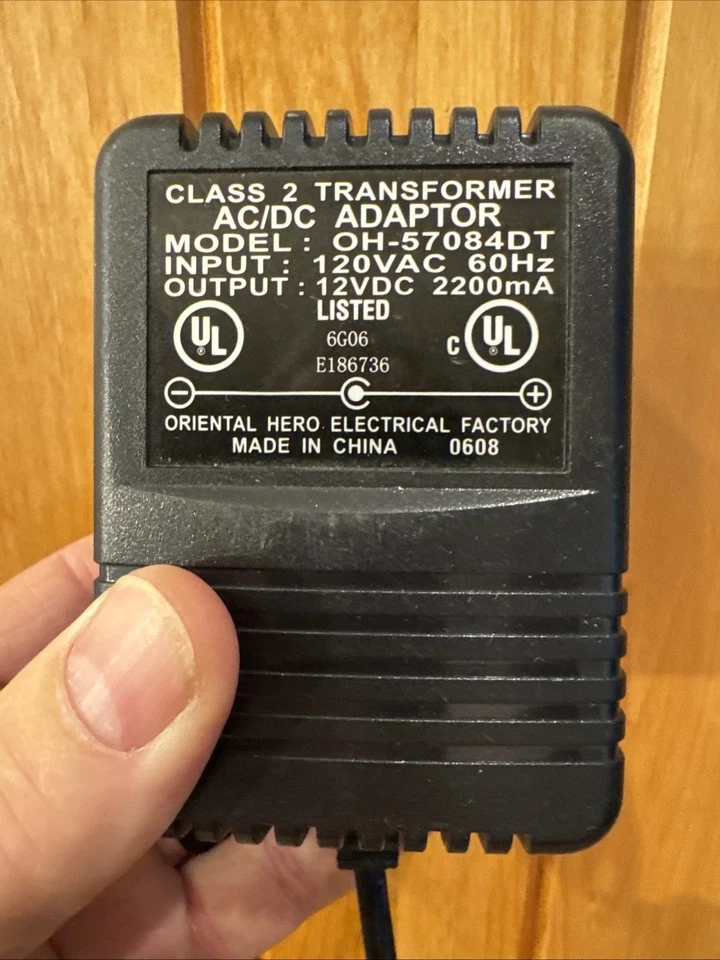 CLASS 2 TRANSFORMER
AC/DC ADAPTOR
MODEL : OH-57084DT
INPUT : 120VAC 60Hz
OUTPUT : 12VDC 2200mA
LISTED
UL ® 6G06 C UL ®
E186736
− +
ORIENTAL HERO ELECTRICAL FACTORY
MADE IN CHINA 0608